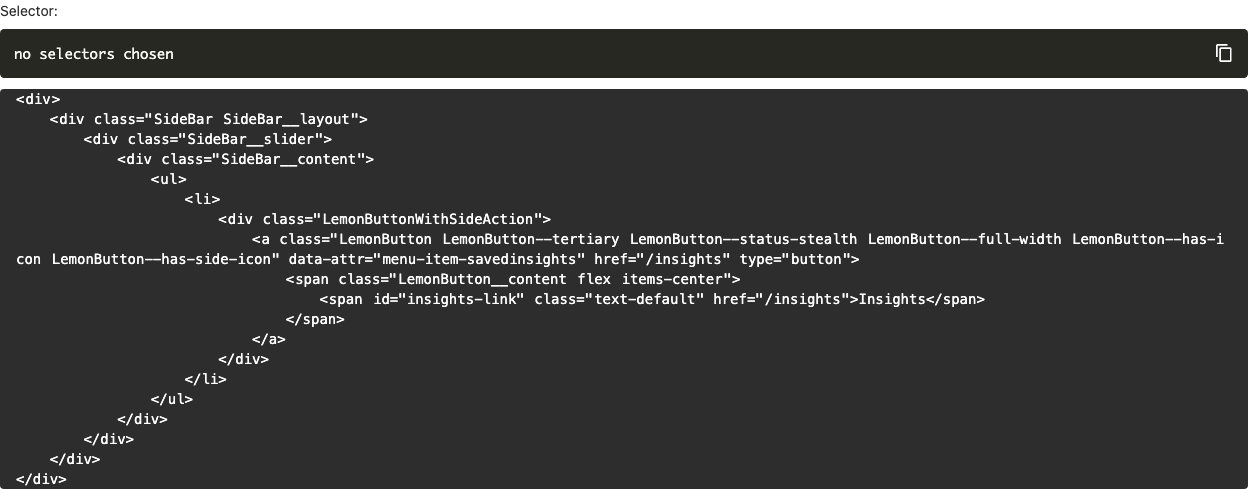 Selector:
no selectors chosen
<div>
<div class="SideBar SideBar__layout">
<div class="SideBar__slider">
<div class="SideBar__content">
<ul>
<li>
<div class="LemonButtonWithSideAction">
<a class="LemonButton LemonButton--tertiary LemonButton--status-stealth LemonButton--full-width LemonButton--has-i
con LemonButton--has-side-icon" data-attr="menu-item-savedinsights" href="/insights" type="button">
<span class="LemonButton__content flex items-center">
<span id="insights-link" class="text-default" href="/insights">Insights</span>
</span>
</a>
</div>
</li>
</ul>
</div>
</div>
</div>
</div>